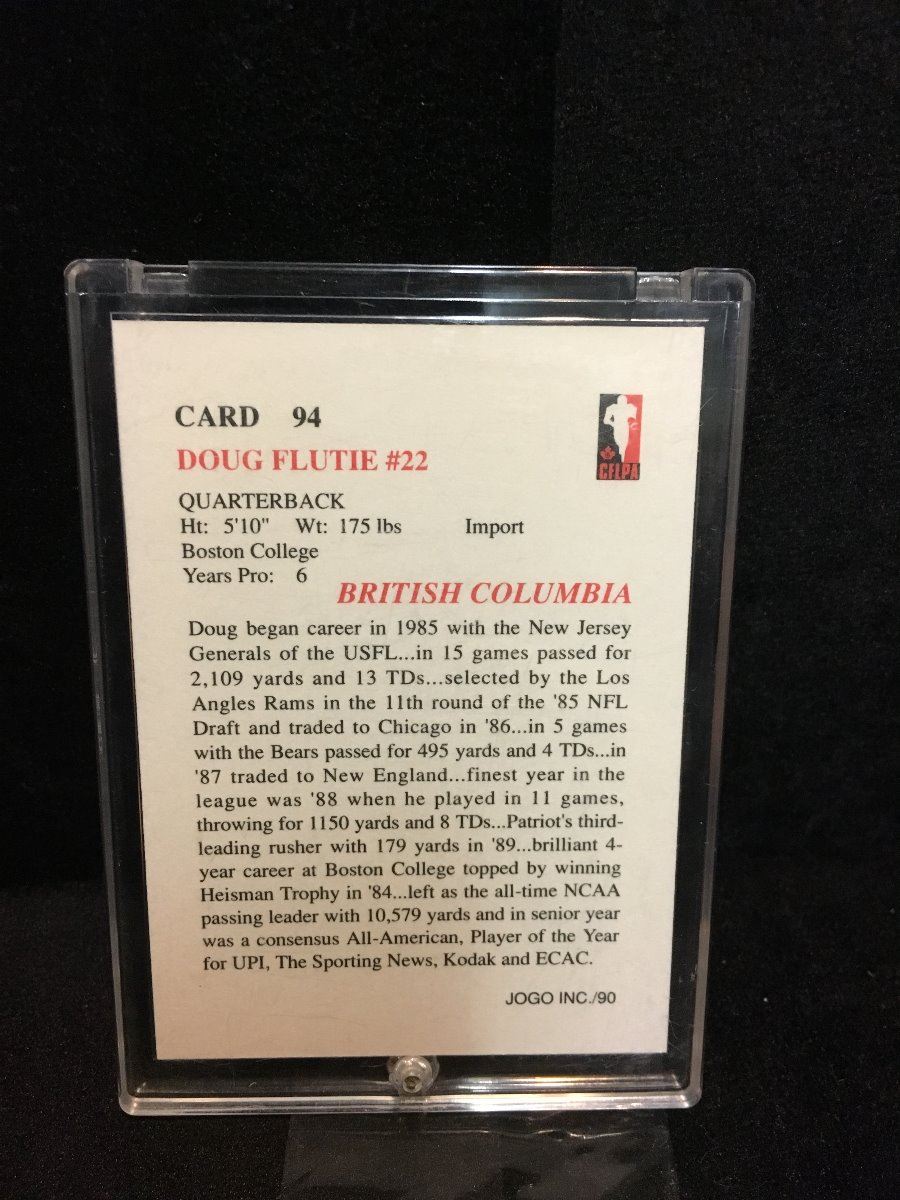 CARD 94
CFLPA
DOUG FLUTIE #22
QUARTERBACK
Ht: 5'10" Wt: 175 lbs Import
Boston College
Years Pro: 6
BRITISH COLUMBIA
Doug began career in 1985 with the New Jersey
Generals of the USFL...in 15 games passed for
2,109 yards and 13 TDs...selected by the Los
Angles Rams in the 11th round of the '85 NFL
Draft and traded to Chicago in '86...in 5 games
with the Bears passed for 495 yards and 4 TDs...in
'87 traded to New England...finest year in the
league was '88 when he played in 11 games,
throwing for 1150 yards and 8 TDs...Patriot's third-
leading rusher with 179 yards in '89...brilliant 4-
year career at Boston College topped by winning
Heisman Trophy in '84...left as the all-time NCAA
passing leader with 10,579 yards and in senior year
was a consensus All-American, Player of the Year
for UPI, The Sporting News, Kodak and ECAC.
JOGO INC./90